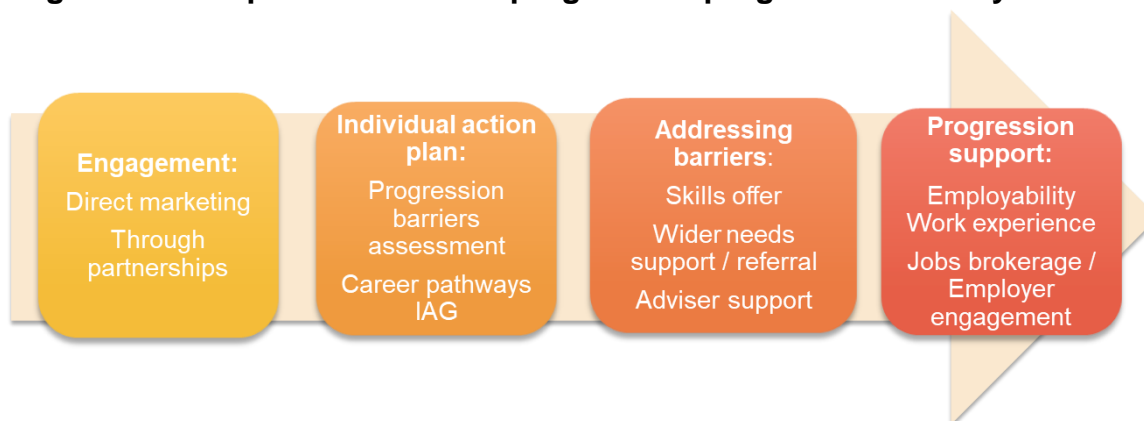 Engagement:
Direct marketing
Through
partnerships
Individual action
plan:
Progression
barriers
assessment
Career pathways
IAG
Addressing
barriers:
Skills offer
Wider needs
support / referral
Adviser support
Progression
support:
Employability
Work experience
Jobs brokerage /
Employer
engagement